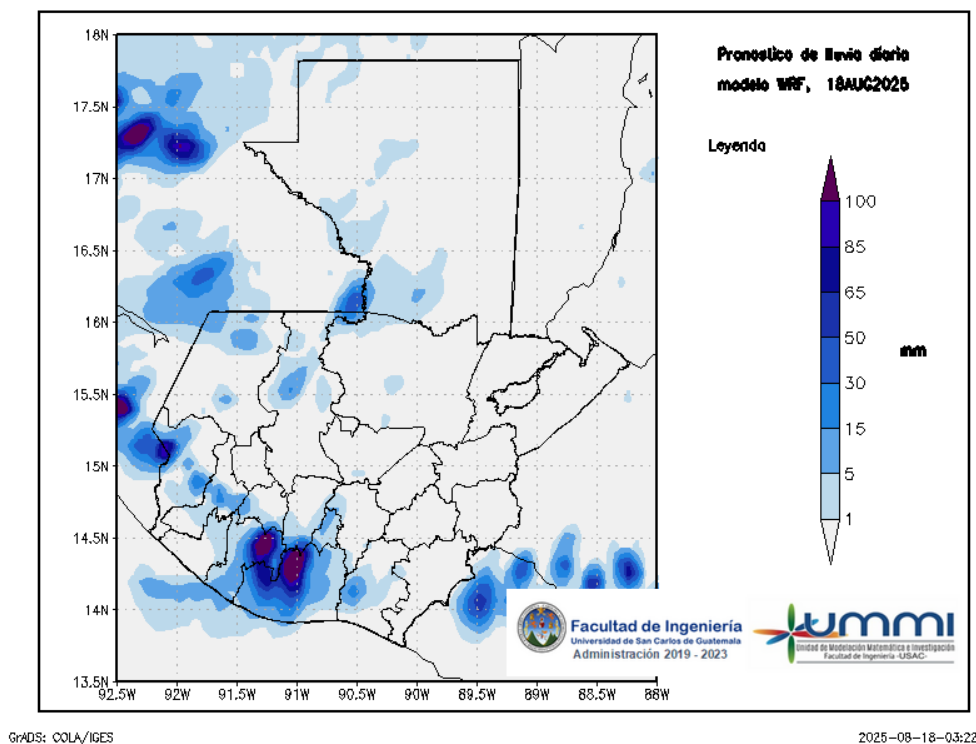 Pronostico de lluvia diaria
modelo WRF, 18AUG2025
Leyenda
100
85
65
50
30
15
5
1
mm
18N
17.5N
17N
16.5N
16N
15.5N
15N
14.5N
14N
13.5N
92.5W
92W
91.5W
91W
90.5W
90W
89.5W
89W
88.5W
88W
Facultad de Ingeniería
Universidad de San Carlos de Guatemala
Administración 2019 - 2023
ummi
Unidad de Modelación Matemática e Investigación
Facultad de Ingeniería -USAC-
GrADS: COLA/IGES
2025-08-18-03:22